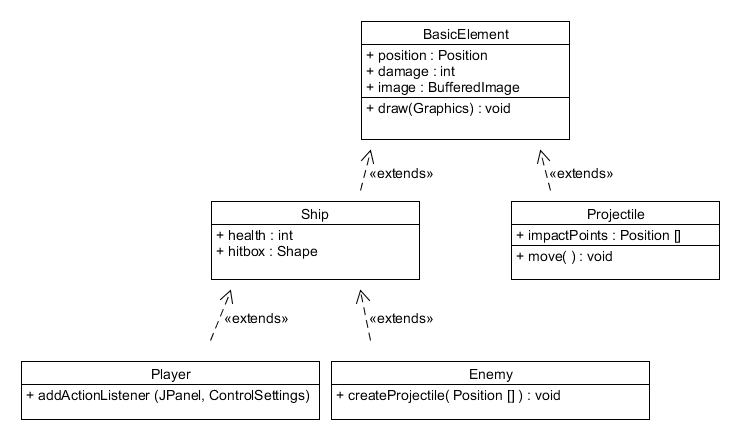 BasicElement
+ position : Position
+ damage : int
+ image : BufferedImage
+ draw(Graphics) : void
«extends»
«extends»
Ship
+ health : int
+ hitbox : Shape
Projectile
+ impactPoints : Position []
+ move( ) : void
«extends»
«extends»
Player
+ addActionListener (JPanel, ControlSettings)
Enemy
+ createProjectile( Position [] ) : void